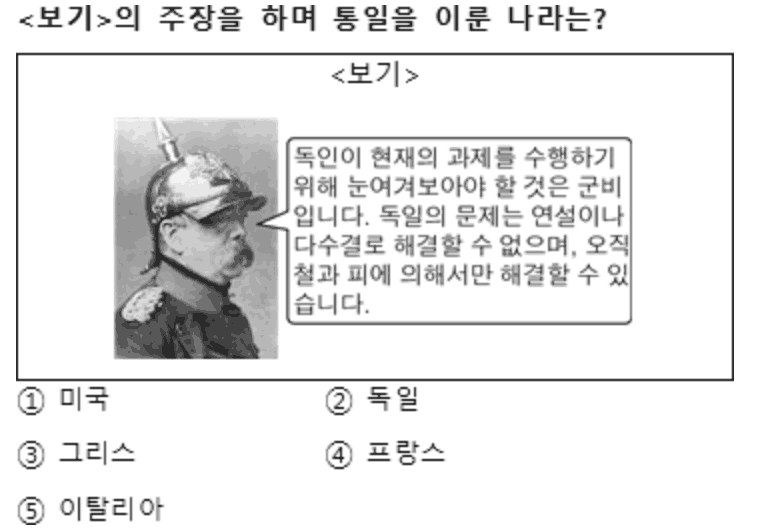 <보기>의 주장을 하며 통일을 이룬 나라는?
<보기>
독인이 현재의 과제를 수행하기
위해 눈여겨보아야 할 것은 군비
입니다. 독일의 문제는 연설이나
다수결로 해결할 수 없으며, 오직
철과 피에 의해서만 해결할 수 있
습니다.
① 미국 ② 독일
③ 그리스 ④ 프랑스
⑤ 이탈리아